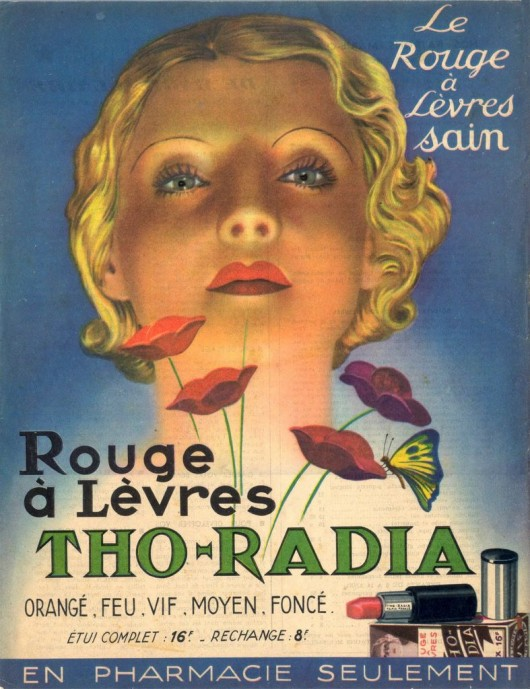 Le
Rouge
à
Lèvres
sain
Rouge
à Lèvres
THO-RADIA
ORANGÉ, FEU, VIF, MOYEN, FONCÉ.
ÉTUI COMPLET : 16F - RECHANGE : 8F
EN PHARMACIE SEULEMENT